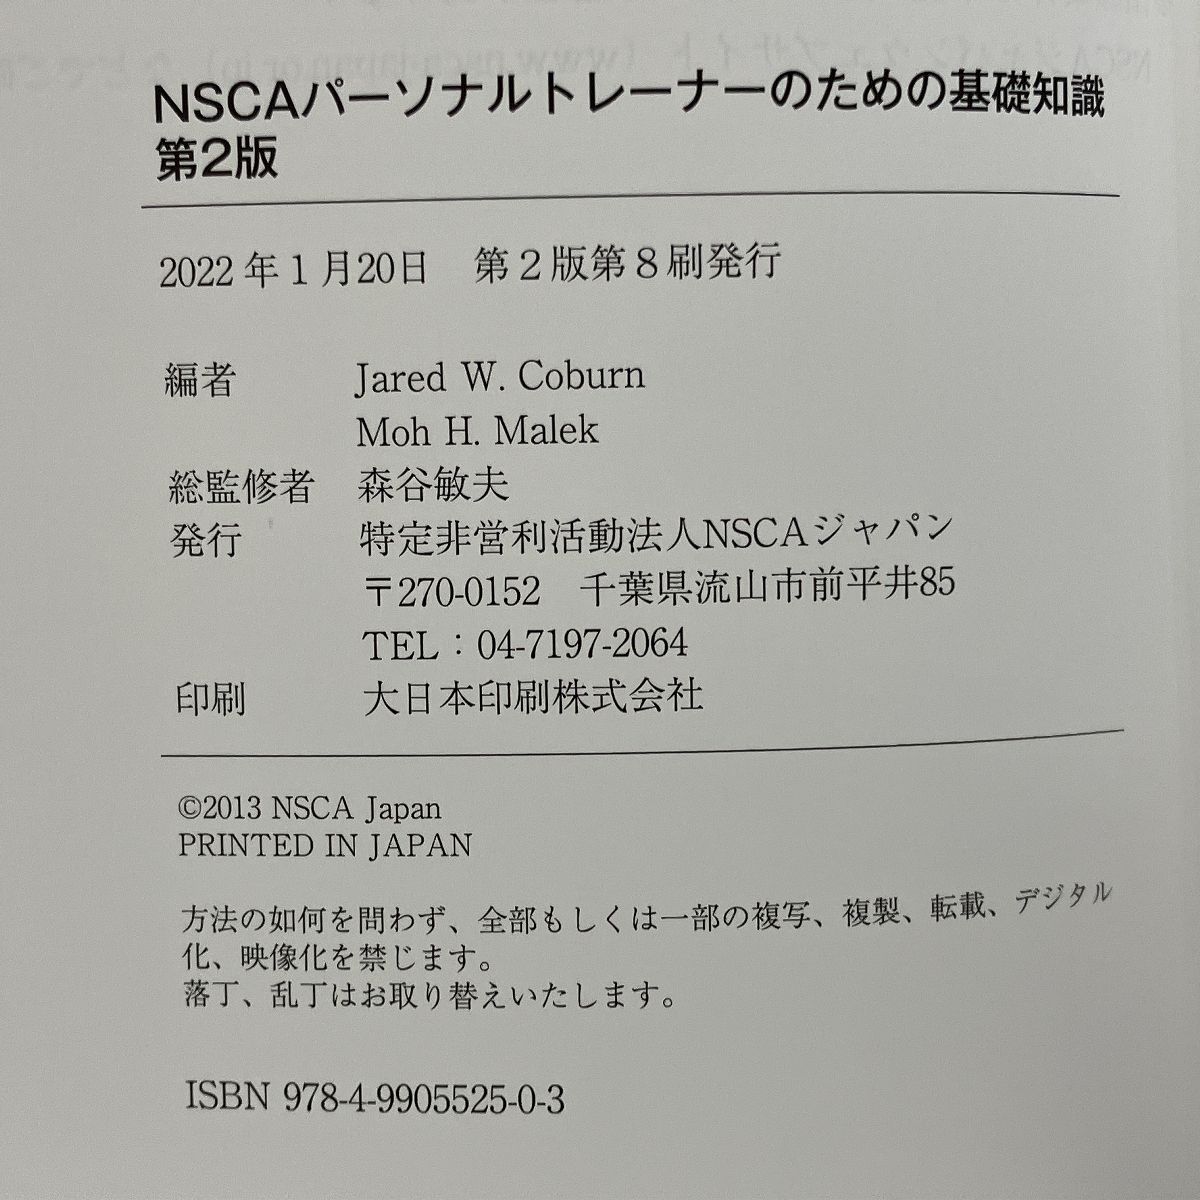 NSCAパーソナルトレーナーのための基礎知識
第2版
2022年1月20日　第2版第8刷発行
編者　Jared W. Coburn
Moh H. Malek
総監修者　森谷敏夫
発行　特定非営利活動法人NSCAジャパン
〒270-0152　千葉県流山市前平井85
TEL：04-7197-2064
印刷　大日本印刷株式会社
©2013 NSCA Japan
PRINTED IN JAPAN
方法の如何を問わず、全部もしくは一部の複写、複製、転載、デジタル
化、映像化を禁じます。
落丁、乱丁はお取り替えいたします。
ISBN 978-4-9905525-0-3